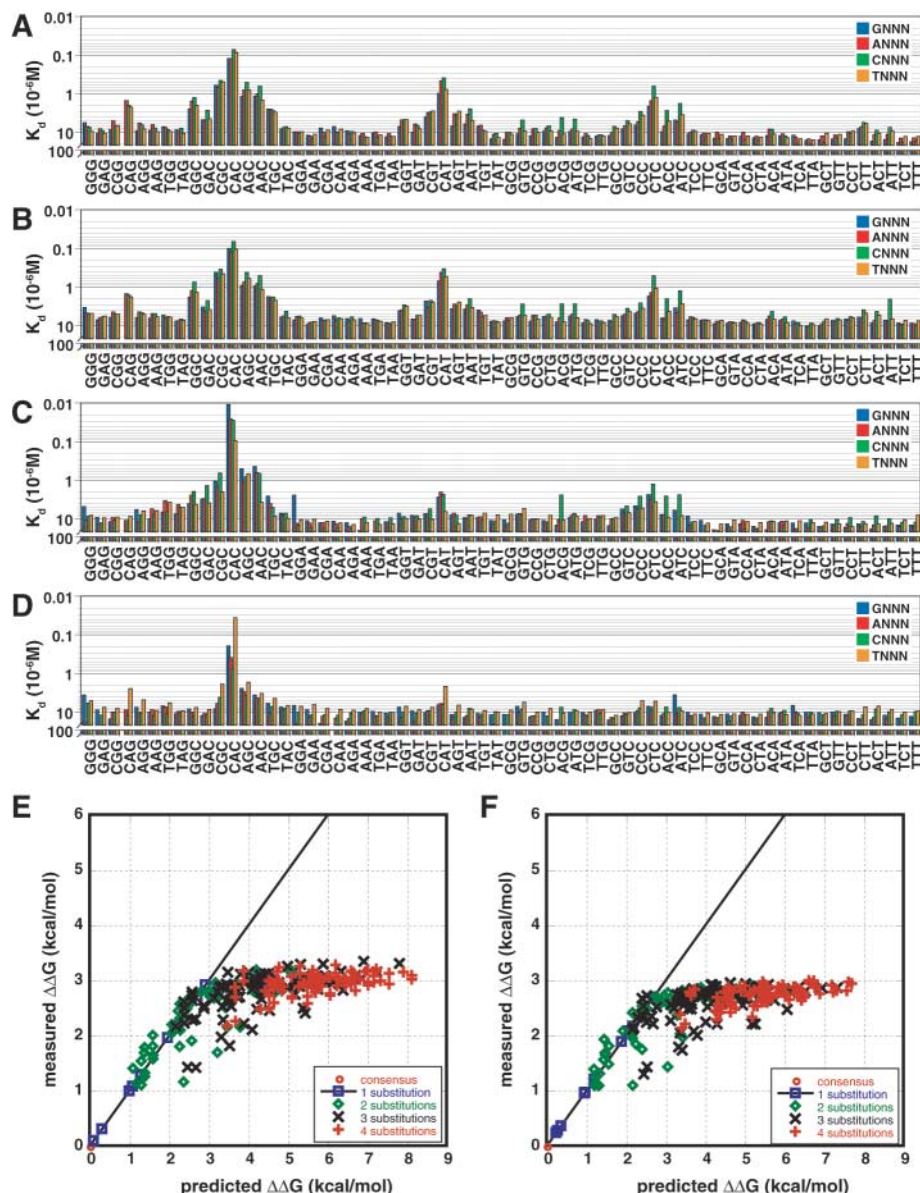 A
K_d (10⁻⁶M)
0.01
0.1
1
10
100
GNNN
ANNN
CNNN
TNNN
GGG GAG CGG CAG AGG AAG TGG TAG GGC GAC CGC CAC AGC AAC TGC TAC GGA GAA CGA CAA AGA AAA TGA TAA GGT GAT CGT CAT AGT AAT TGT TAT GCG GTG CCG CTG ACG ATG TCG TTG GCC GTC CCC CTC ACC ATC TCC TTC GCA GTA CCA CTA ACA ATA TCA TTA GCT GTT CCT CTT ACT ATT TCT TTT
B
K_d (10⁻⁶M)
0.01
0.1
1
10
100
GNNN
ANNN
CNNN
TNNN
GGG GAG CGG CAG AGG AAG TGG TAG GGC GAC CGC CAC AGC AAC TGC TAC GGA GAA CGA CAA AGA AAA TGA TAA GGT GAT CGT CAT AGT AAT TGT TAT GCG GTG CCG CTG ACG ATG TCG TTG GCC GTC CCC CTC ACC ATC TCC TTC GCA GTA CCA CTA ACA ATA TCA TTA GCT GTT CCT CTT ACT ATT TCT TTT
C
K_d (10⁻⁶M)
0.01
0.1
1
10
100
GNNN
ANNN
CNNN
TNNN
GGG GAG CGG CAG AGG AAG TGG TAG GGC GAC CGC CAC AGC AAC TGC TAC GGA GAA CGA CAA AGA AAA TGA TAA GGT GAT CGT CAT AGT AAT TGT TAT GCG GTG CCG CTG ACG ATG TCG TTG GCC GTC CCC CTC ACC ATC TCC TTC GCA GTA CCA CTA ACA ATA TCA TTA GCT GTT CCT CTT ACT ATT TCT TTT
D
K_d (10⁻⁶M)
0.01
0.1
1
10
100
GNNN
ANNN
CNNN
TNNN
GGG GAG CGG CAG AGG AAG TGG TAG GGC GAC CGC CAC AGC AAC TGC TAC GGA GAA CGA CAA AGA AAA TGA TAA GGT GAT CGT CAT AGT AAT TGT TAT GCG GTG CCG CTG ACG ATG TCG TTG GCC GTC CCC CTC ACC ATC TCC TTC GCA GTA CCA CTA ACA ATA TCA TTA GCT GTT CCT CTT ACT ATT TCT TTT
E
measured ΔΔG (kcal/mol)
6
5
4
3
2
1
0
consensus
1 substitution
2 substitutions
3 substitutions
4 substitutions
0 1 2 3 4 5 6 7 8 9
predicted ΔΔG (kcal/mol)
F
measured ΔΔG (kcal/mol)
6
5
4
3
2
1
0
consensus
1 substitution
2 substitutions
3 substitutions
4 substitutions
0 1 2 3 4 5 6 7 8 9
predicted ΔΔG (kcal/mol)